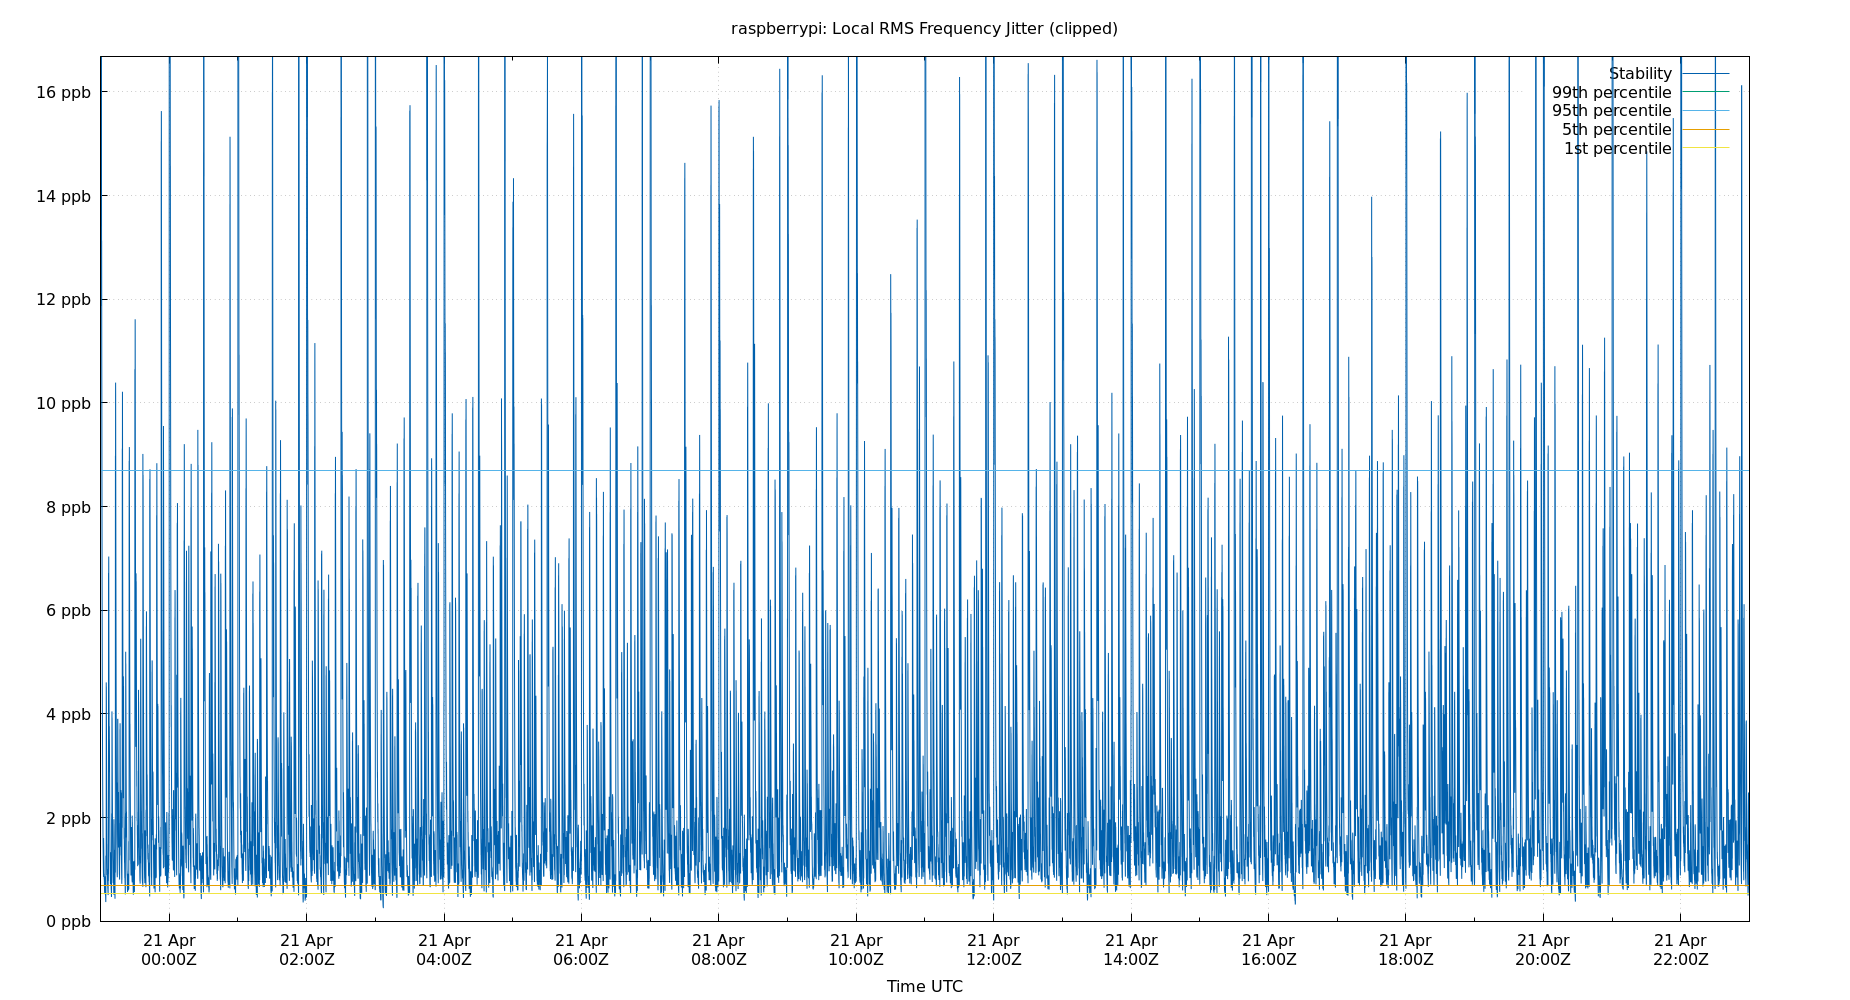 raspberrypi: Local RMS Frequency Jitter (clipped)
Stability
99th percentile
95th percentile
5th percentile
1st percentile
16 ppb
14 ppb
12 ppb
10 ppb
8 ppb
6 ppb
4 ppb
2 ppb
0 ppb
21 Apr 21 Apr 21 Apr 21 Apr 21 Apr 21 Apr 21 Apr 21 Apr 21 Apr 21 Apr 21 Apr 21 Apr
00:00Z 02:00Z 04:00Z 06:00Z 08:00Z 10:00Z 12:00Z 14:00Z 16:00Z 18:00Z 20:00Z 22:00Z
Time UTC